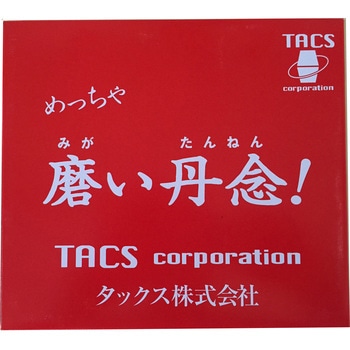 TACS
corporation
めっちゃ
みが たんねん
磨い丹念!
TACS corporation
タックス株式会社